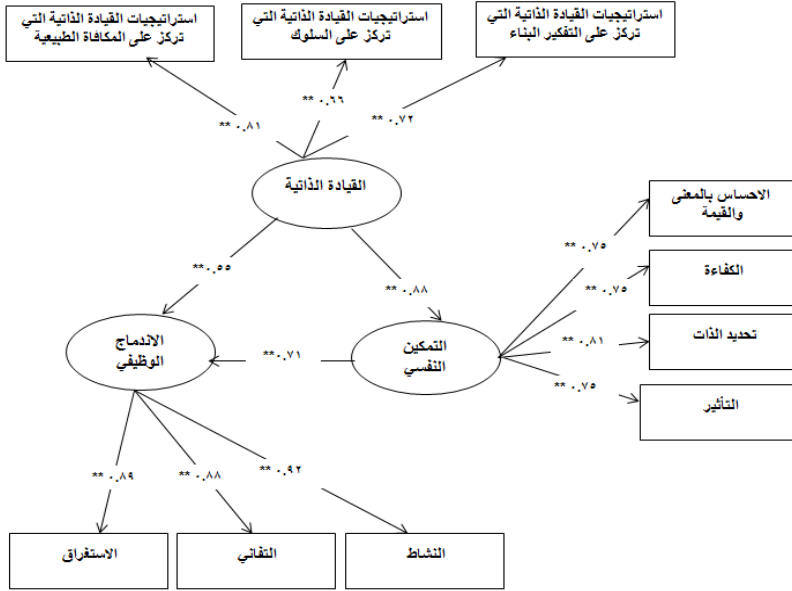 استراتيجيات القيادة الذاتية التي
تركز على التفكير البناء
استراتيجيات القيادة الذاتية التي
تركز على السلوك
استراتيجيات القيادة الذاتية التي
تركز على المكافاة الطبيعية
٠.٧٢ **
٠.٦٦ **
٠.٨١ **
القيادة الذاتية
٠.٥٥**
٠.٨٨ **
الاحساس بالمعنى
والقيمة
٠.٧٥ **
الكفاءة
٠.٧٥ **
تحديد الذات
٠.٨١ **
التأثير
٠.٧٥ **
التمكين
النفسي
٠.٧١**
الاندماج
الوظيفي
٠.٩٢ **
٠.٨٨ **
٠.٨٩ **
النشاط
التفاني
الاستغراق